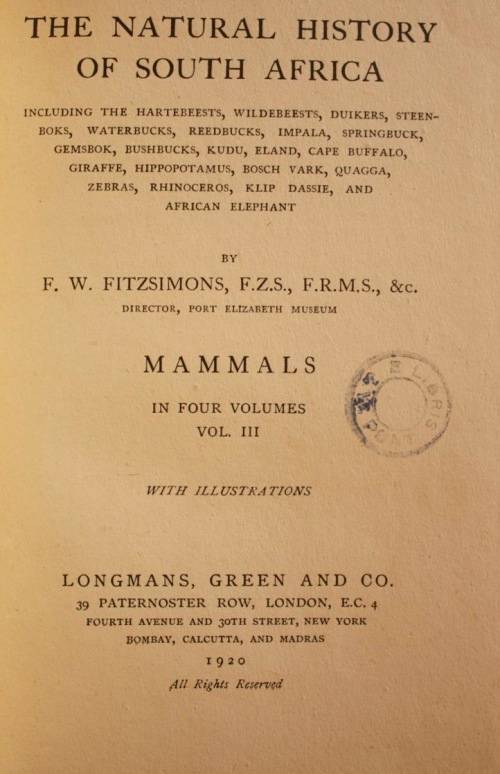 THE NATURAL HISTORY
OF SOUTH AFRICA
INCLUDING THE HARTEBEESTS, WILDEBEESTS, DUIKERS, STEEN-
BOKS, WATERBUCKS, REEDBUCKS, IMPALA, SPRINGBUCK,
GEMSBOK, BUSHBUCKS, KUDU, ELAND, CAPE BUFFALO,
GIRAFFE, HIPPOPOTAMUS, BOSCH VARK, QUAGGA,
ZEBRAS, RHINOCEROS, KLIP DASSIE, AND
AFRICAN ELEPHANT
BY
F. W. FITZSIMONS, F.Z.S., F.R.M.S., &c.
DIRECTOR, PORT ELIZABETH MUSEUM
MAMMALS
IN FOUR VOLUMES
VOL. III
WITH ILLUSTRATIONS
LIBRIS
LONGMANS, GREEN AND CO.
39 PATERNOSTER ROW, LONDON, E.C. 4
FOURTH AVENUE AND 30TH STREET, NEW YORK
BOMBAY, CALCUTTA, AND MADRAS
1920
All Rights Reserved